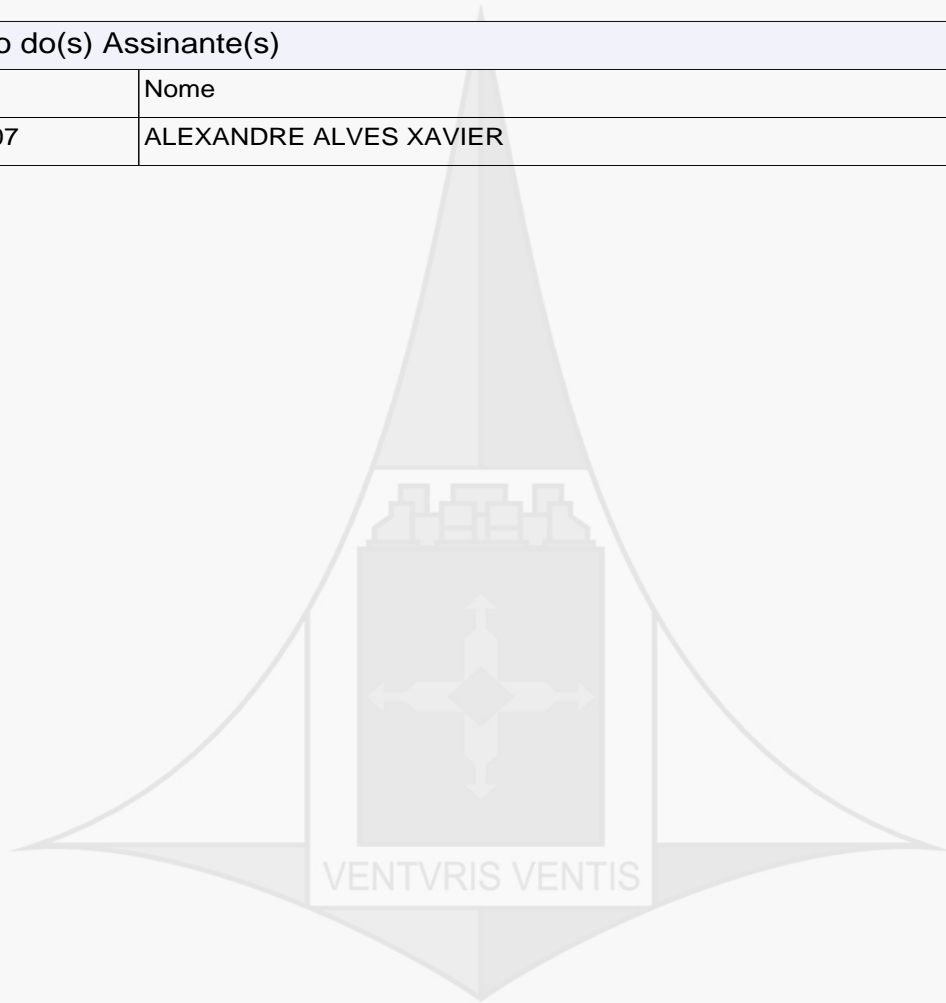 o do(s) Assinante(s)
Nome
07 ALEXANDRE ALVES XAVIER
VENTVRIS VENTIS